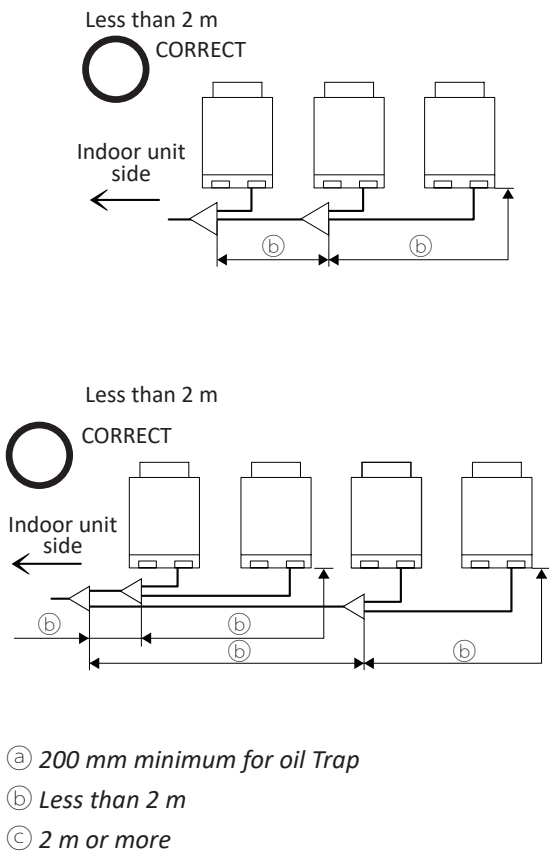 Less than 2 m
CORRECT
Indoor unit
side
ⓑ
ⓑ
Less than 2 m
CORRECT
Indoor unit
side
ⓑ
ⓑ
ⓑ
ⓑ
ⓐ 200 mm minimum for oil Trap
ⓑ Less than 2 m
ⓒ 2 m or more